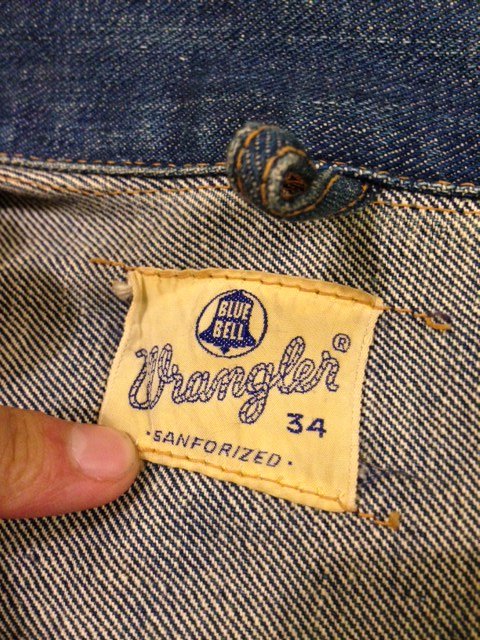 BLUE
BELL
Wrangler®
34
·SANFORIZED·